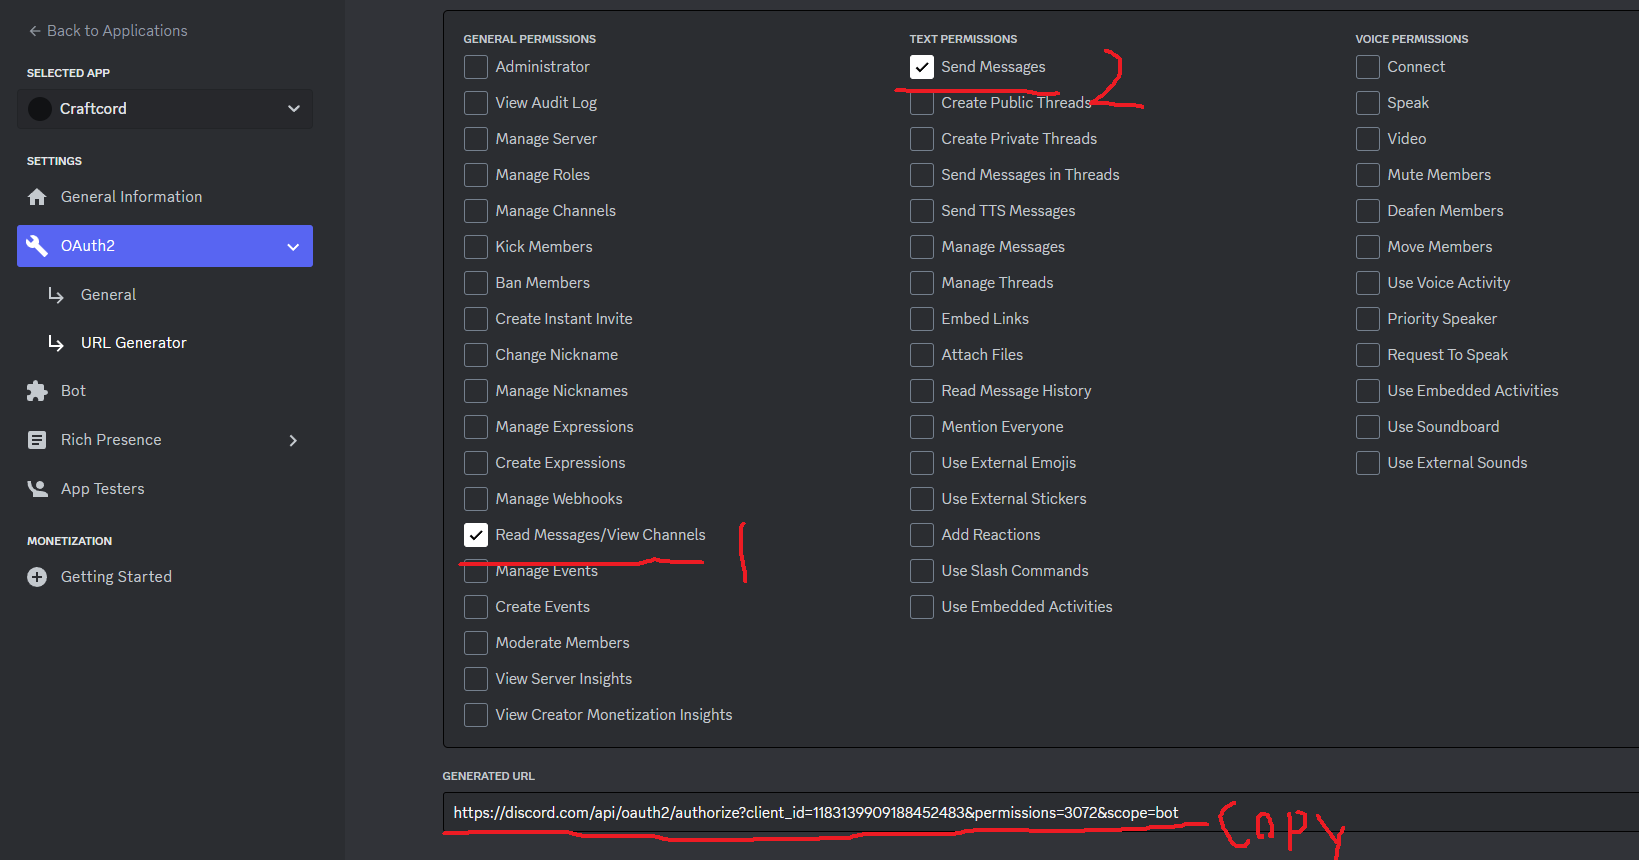 Back to Applications
SELECTED APP
Craftcord
SETTINGS
General Information
OAuth2
General
URL Generator
Bot
Rich Presence
App Testers
MONETIZATION
Getting Started
GENERAL PERMISSIONS
Administrator
View Audit Log
Manage Server
Manage Roles
Manage Channels
Kick Members
Ban Members
Create Instant Invite
Change Nickname
Manage Nicknames
Manage Expressions
Create Expressions
Manage Webhooks
Read Messages/View Channels
1
Manage Events
Create Events
Moderate Members
View Server Insights
View Creator Monetization Insights
TEXT PERMISSIONS
Send Messages
2
Create Public Threads
Create Private Threads
Send Messages in Threads
Send TTS Messages
Manage Messages
Manage Threads
Embed Links
Attach Files
Read Message History
Mention Everyone
Use External Emojis
Use External Stickers
Add Reactions
Use Slash Commands
Use Embedded Activities
VOICE PERMISSIONS
Connect
Speak
Video
Mute Members
Deafen Members
Move Members
Use Voice Activity
Priority Speaker
Request To Speak
Use Embedded Activities
Use Soundboard
Use External Sounds
GENERATED URL
https://discord.com/api/oauth2/authorize?client_id=1183139909188452483&permissions=3072&scope=bot
Copy